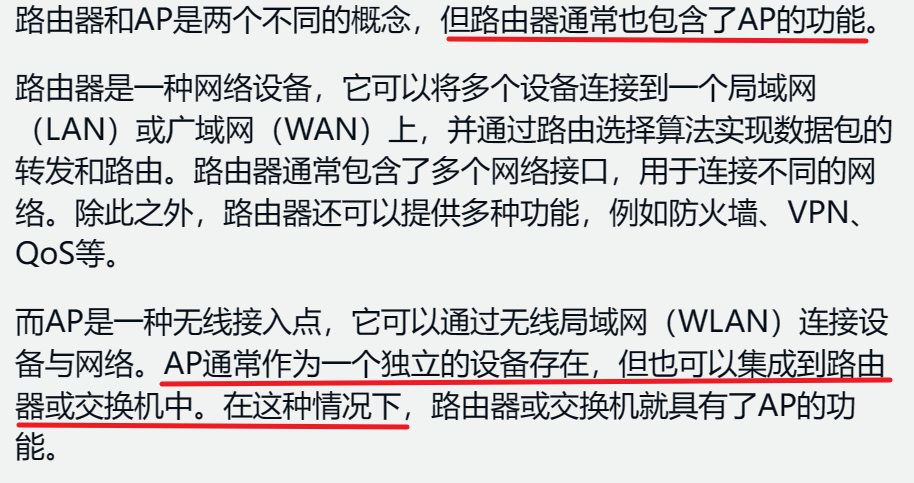 路由器和AP是两个不同的概念，但路由器通常也包含了AP的功能。
路由器是一种网络设备，它可以将多个设备连接到一个局域网
（LAN）或广域网（WAN）上，并通过路由选择算法实现数据包的
转发和路由。路由器通常包含了多个网络接口，用于连接不同的网
络。除此之外，路由器还可以提供多种功能，例如防火墙、VPN、
QoS等。
而AP是一种无线接入点，它可以通过无线局域网（WLAN）连接设
备与网络。AP通常作为一个独立的设备存在，但也可以集成到路由
器或交换机中。在这种情况下，路由器或交换机就具有了AP的功
能。